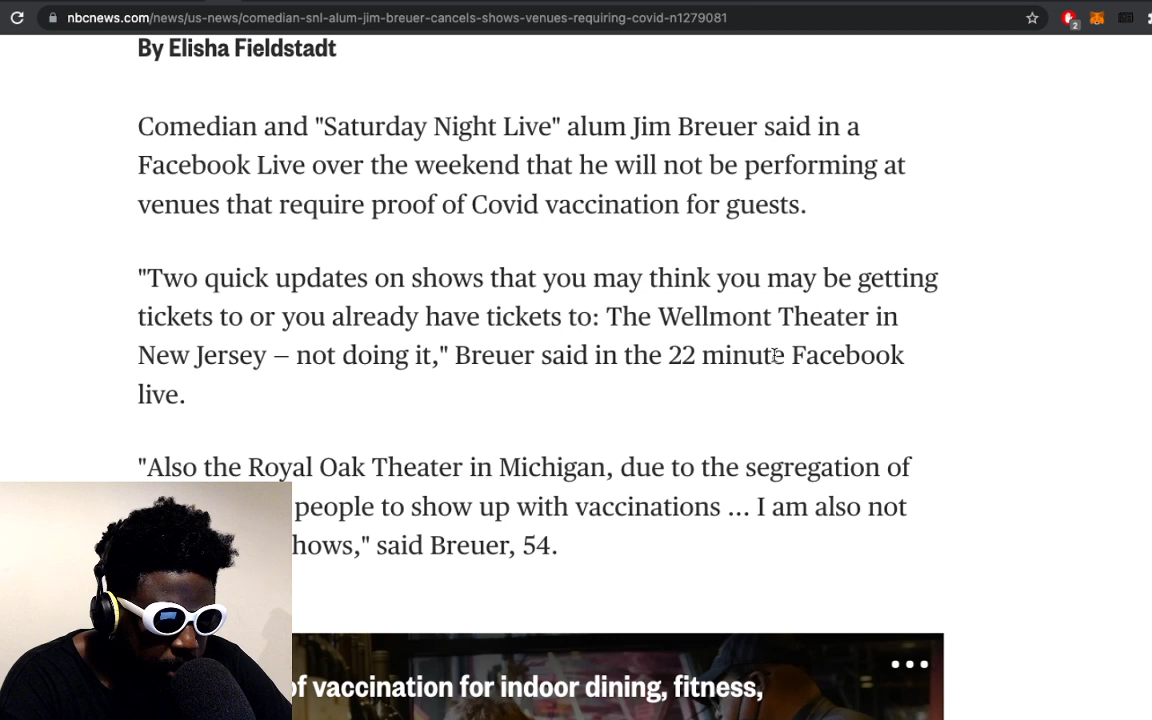 nbcnews.com/news/us-news/comedian-snl-alum-jim-breuer-cancels-shows-venues-requiring-covid-n1279081
2
By Elisha Fieldstadt
Comedian and "Saturday Night Live" alum Jim Breuer said in a
Facebook Live over the weekend that he will not be performing at
venues that require proof of Covid vaccination for guests.
"Two quick updates on shows that you may think you may be getting
tickets to or you already have tickets to: The Wellmont Theater in
New Jersey – not doing it," Breuer said in the 22 minute Facebook
live.
"Also the Royal Oak Theater in Michigan, due to the segregation of
people to show up with vaccinations ... I am also not
hows," said Breuer, 54.
of vaccination for indoor dining, fitness,